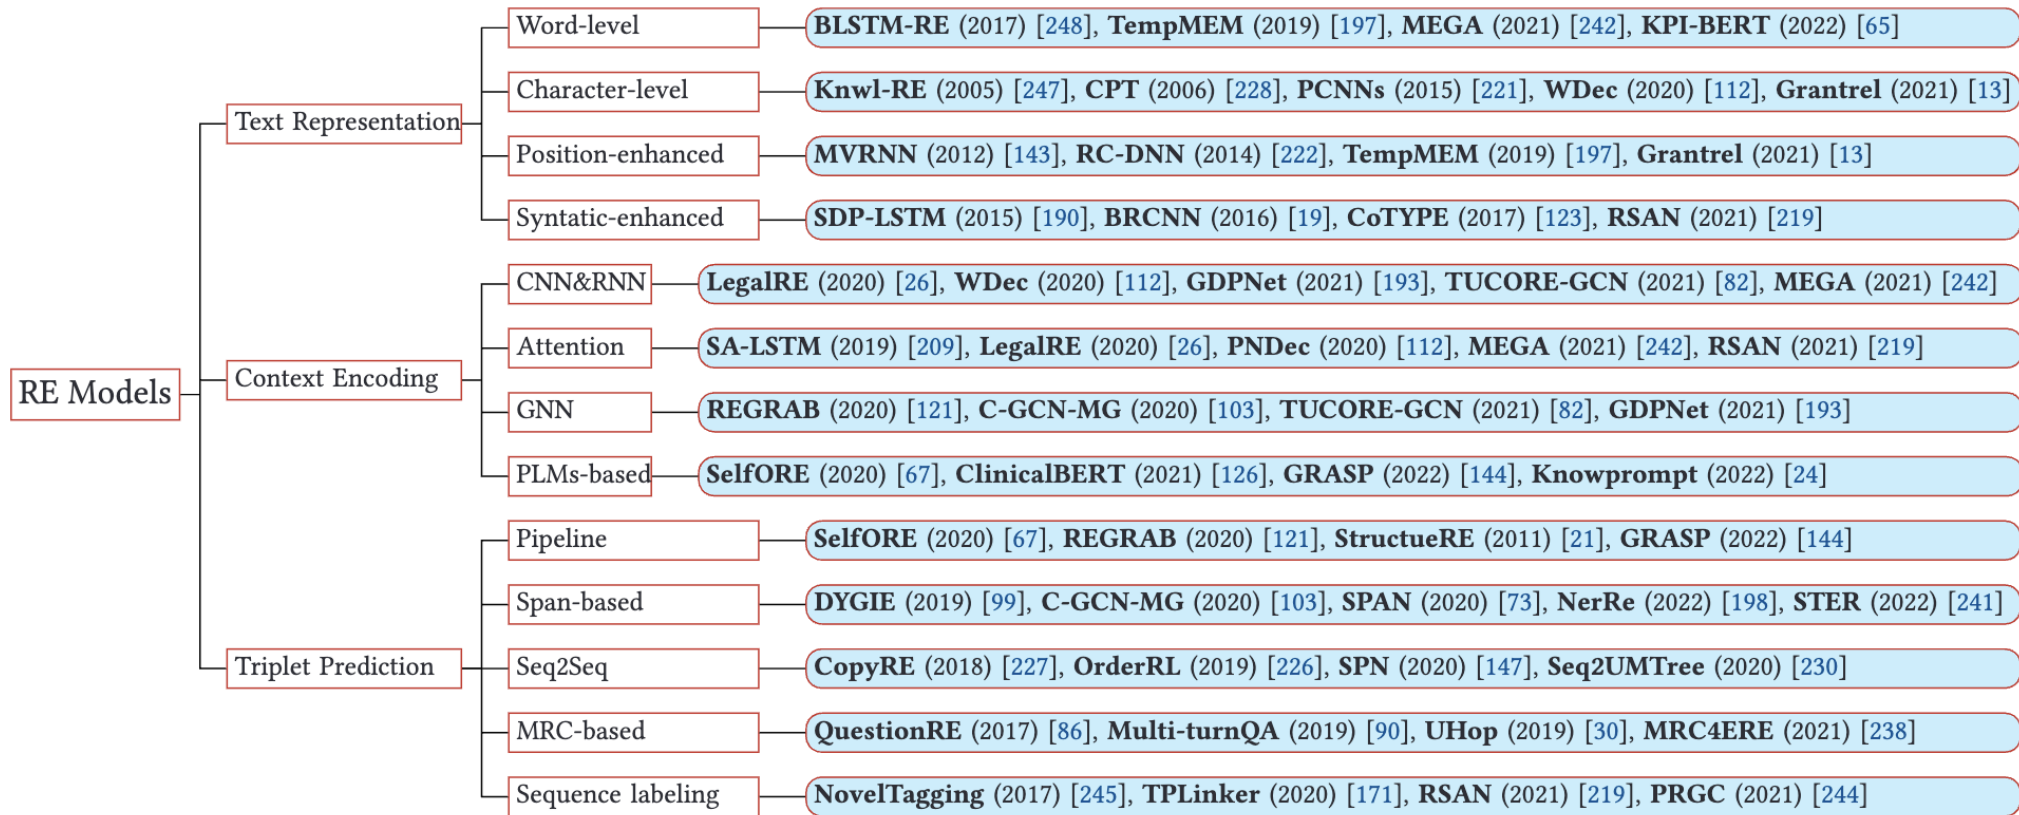 Word-level
BLSTM-RE (2017) [248], TempMEM (2019) [197], MEGA (2021) [242], KPI-BERT (2022) [65]
Character-level
Knwl-RE (2005) [247], CPT (2006) [228], PCNNs (2015) [221], WDec (2020) [112], Grantrel (2021) [13]
Text Representation
Position-enhanced
MVRNN (2012) [143], RC-DNN (2014) [222], TempMEM (2019) [197], Grantrel (2021) [13]
Syntatic-enhanced
SDP-LSTM (2015) [190], BRCNN (2016) [19], CoTYPE (2017) [123], RSAN (2021) [219]
CNN&RNN
LegalRE (2020) [26], WDec (2020) [112], GDPNet (2021) [193], TUCORE-GCN (2021) [82], MEGA (2021) [242]
Attention
SA-LSTM (2019) [209], LegalRE (2020) [26], PNDec (2020) [112], MEGA (2021) [242], RSAN (2021) [219]
RE Models
Context Encoding
GNN
REGRAB (2020) [121], C-GCN-MG (2020) [103], TUCORE-GCN (2021) [82], GDPNet (2021) [193]
PLMs-based
SelfORE (2020) [67], ClinicalBERT (2021) [126], GRASP (2022) [144], Knowprompt (2022) [24]
Pipeline
SelfORE (2020) [67], REGRAB (2020) [121], StructueRE (2011) [21], GRASP (2022) [144]
Span-based
DYGIE (2019) [99], C-GCN-MG (2020) [103], SPAN (2020) [73], NerRe (2022) [198], STER (2022) [241]
Triplet Prediction
Seq2Seq
CopyRE (2018) [227], OrderRL (2019) [226], SPN (2020) [147], Seq2UMTree (2020) [230]
MRC-based
QuestionRE (2017) [86], Multi-turnQA (2019) [90], UHop (2019) [30], MRC4ERE (2021) [238]
Sequence labeling
NovelTagging (2017) [245], TPLinker (2020) [171], RSAN (2021) [219], PRGC (2021) [244]